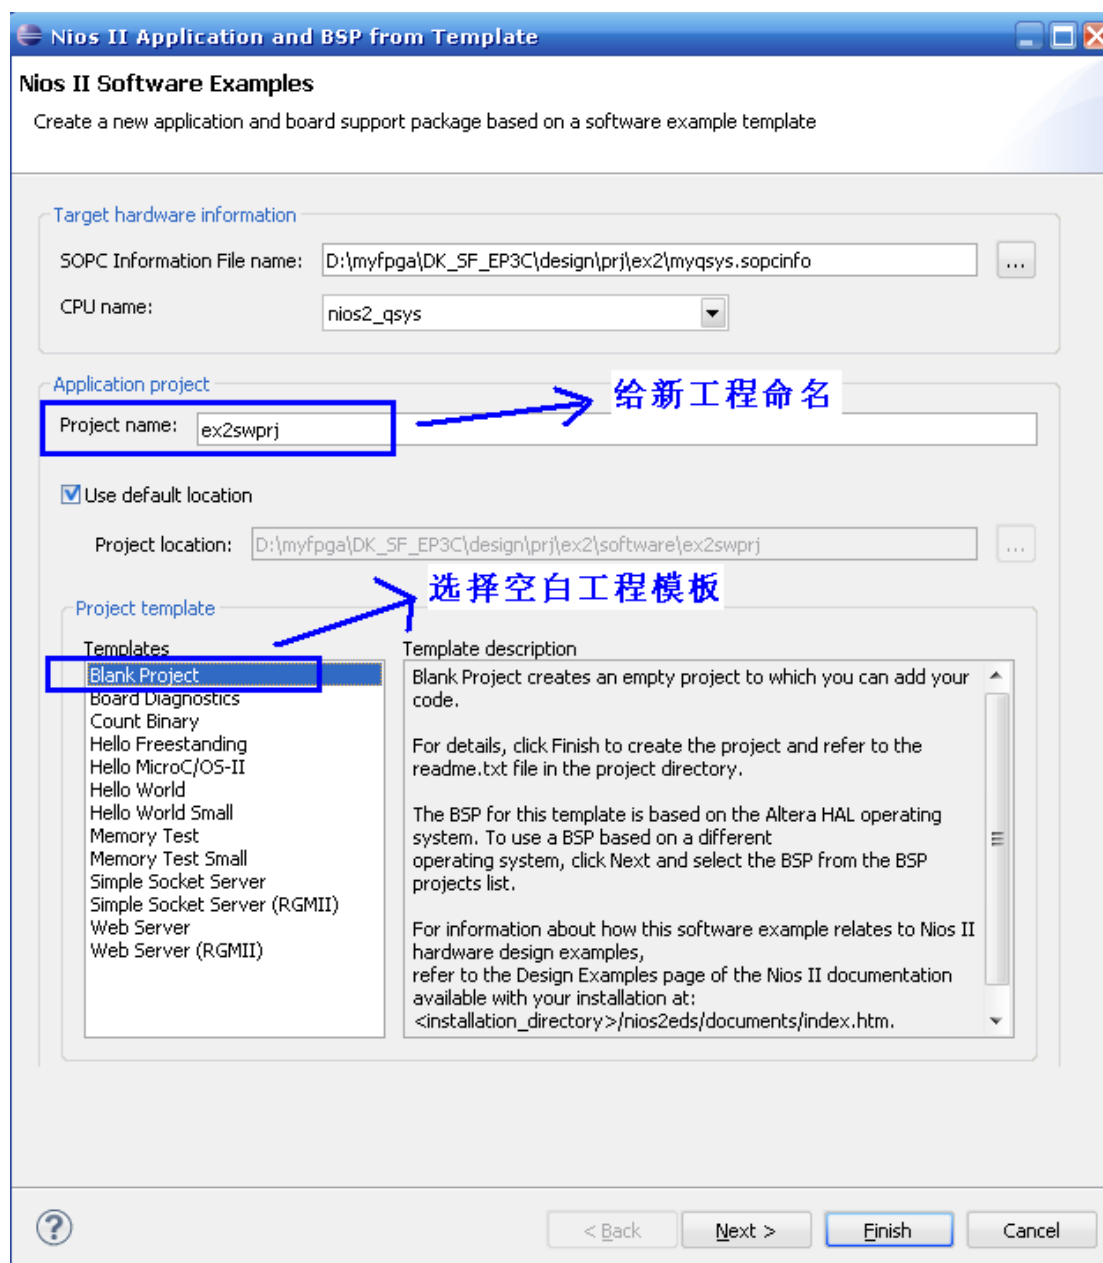 Nios II Application and BSP from Template
Nios II Software Examples
Create a new application and board support package based on a software example template
Target hardware information
SOPC Information File name: D:\myfpga\DK_SF_EP3C\design\prj\ex2\myqsys.sopcinfo ...
CPU name: nios2_qsys
Application project
给新工程命名
Project name: ex2swprj
Use default location
Project location: D:\myfpga\DK_SF_EP3C\design\prj\ex2\software\ex2swprj ...
选择空白工程模板
Project template
Templates
Blank Project
Board Diagnostics
Count Binary
Hello Freestanding
Hello MicroC/OS-II
Hello World
Hello World Small
Memory Test
Memory Test Small
Simple Socket Server
Simple Socket Server (RGMII)
Web Server
Web Server (RGMII)
Template description
Blank Project creates an empty project to which you can add your
code.
For details, click Finish to create the project and refer to the
readme.txt file in the project directory.
The BSP for this template is based on the Altera HAL operating
system. To use a BSP based on a different
operating system, click Next and select the BSP from the BSP
projects list.
For information about how this software example relates to Nios II
hardware design examples,
refer to the Design Examples page of the Nios II documentation
available with your installation at:
<installation_directory>/nios2eds/documents/index.htm.
? < Back Next > Finish Cancel